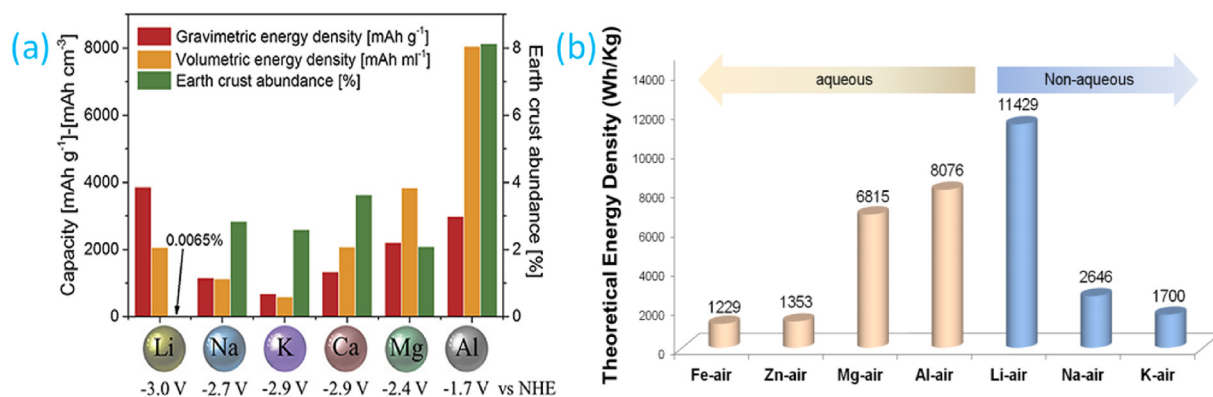 (a)
Gravimetric energy density [mAh g⁻¹]
Volumetric energy density [mAh ml⁻¹]
Earth crust abundance [%]
Capacity [mAh g⁻¹]-[mAh cm⁻³]
8000
6000
4000
2000
0
0.0065%
8
6
4
2
0
Earth crust abundance [%]
Li Na K Ca Mg Al
-3.0 V -2.7 V -2.9 V -2.9 V -2.4 V -1.7 V vs NHE
(b)
Theoretical Energy Density (Wh/Kg)
14000
12000
10000
8000
6000
4000
2000
0
aqueous
Non-aqueous
1229
1353
6815
8076
11429
2646
1700
Fe-air Zn-air Mg-air Al-air Li-air Na-air K-air